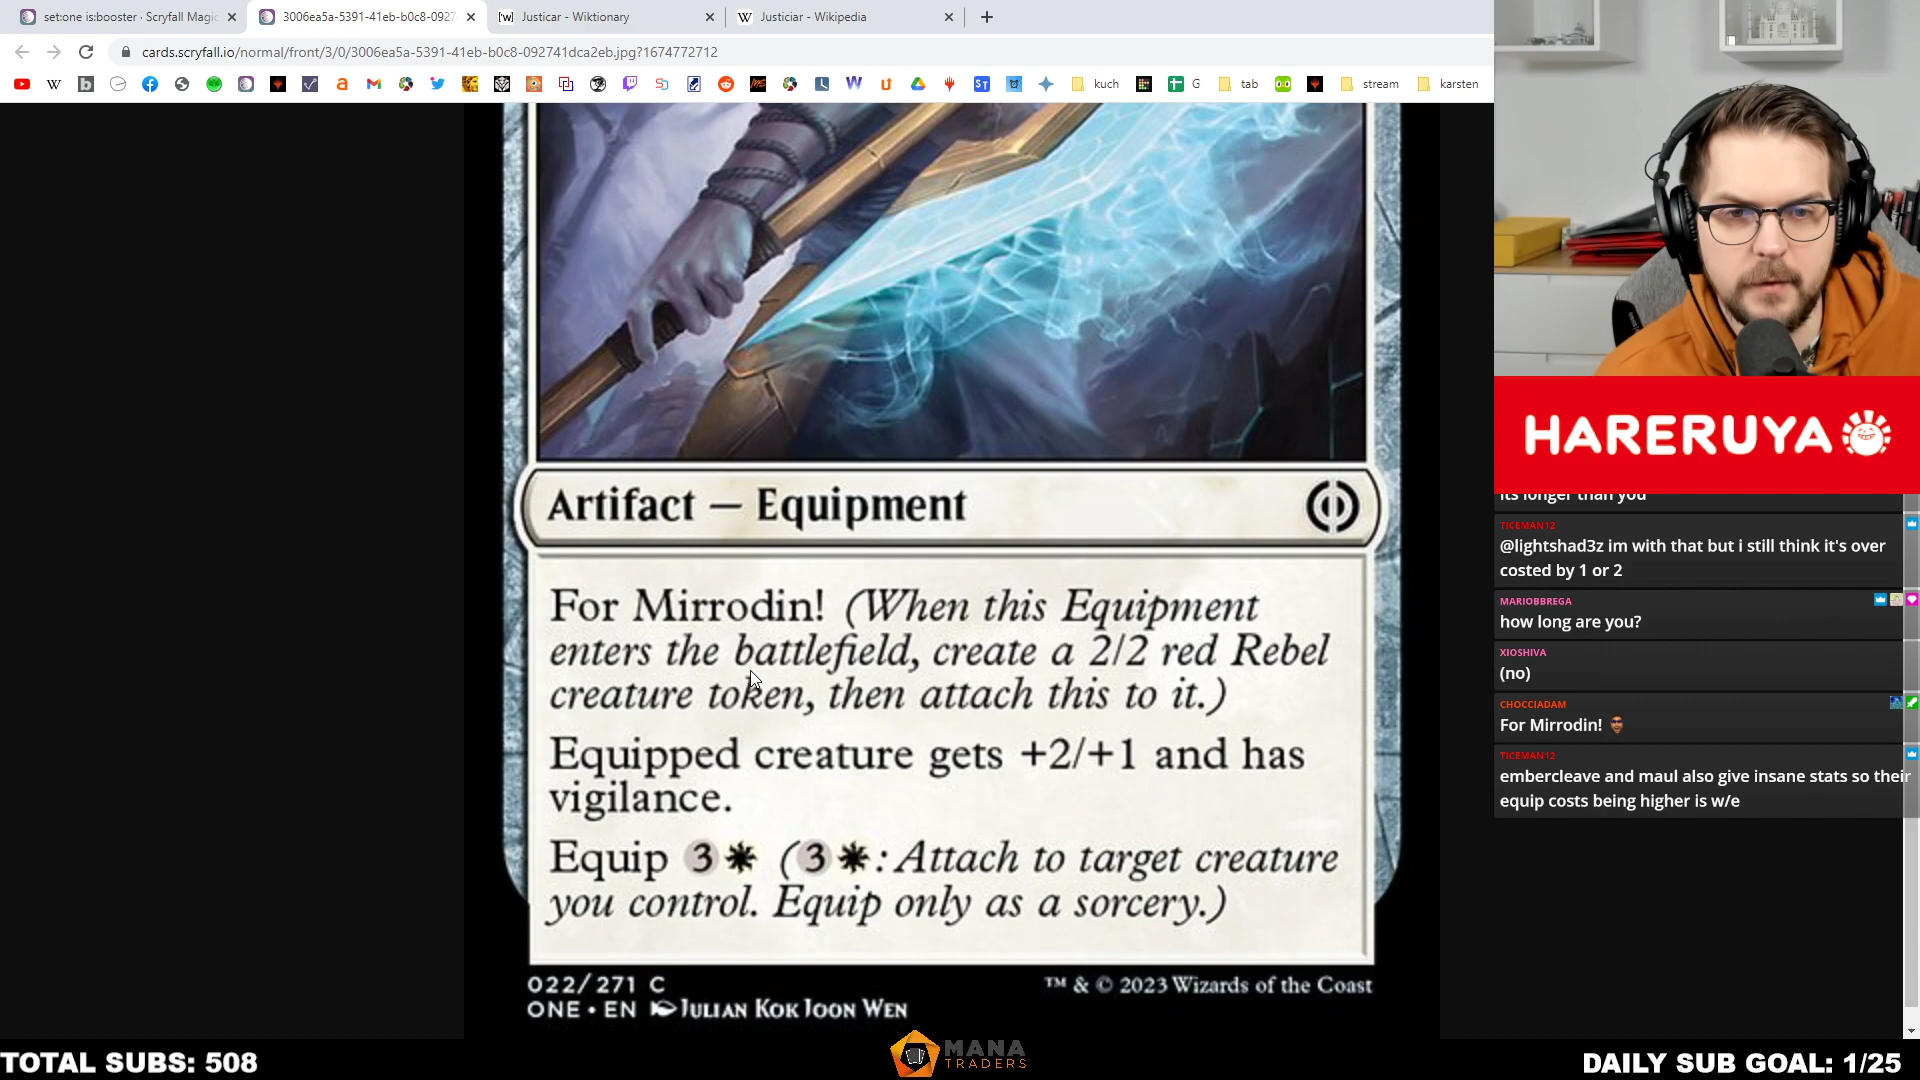 set:one is:booster · Scryfall Magic
3006ea5a-5391-41eb-b0c8-0927
Justicar - Wiktionary
Justiciar - Wikipedia
cards.scryfall.io/normal/front/3/0/3006ea5a-5391-41eb-b0c8-092741dca2eb.jpg?1674772712
kuch
G
tab
stream
karsten
Artifact — Equipment
For Mirrodin! (When this Equipment
enters the battlefield, create a 2/2 red Rebel
creature token, then attach this to it.)
Equipped creature gets +2/+1 and has
vigilance.
Equip 3 (3 : Attach to target creature
you control. Equip only as a sorcery.)
022/271 C
ONE • EN JULIAN KOK JOON WEN
™ & © 2023 Wizards of the Coast
HARERUYA
its longer than you
TICEMAN12
@lightshad3z im with that but i still think it's over
costed by 1 or 2
MARIOBBREGA
how long are you?
XIOSHIVA
(no)
CHOCCIADAM
For Mirrodin!
TICEMAN12
embercleave and maul also give insane stats so their
equip costs being higher is w/e
TOTAL SUBS: 508
MANA
TRADERS
DAILY SUB GOAL: 1/25